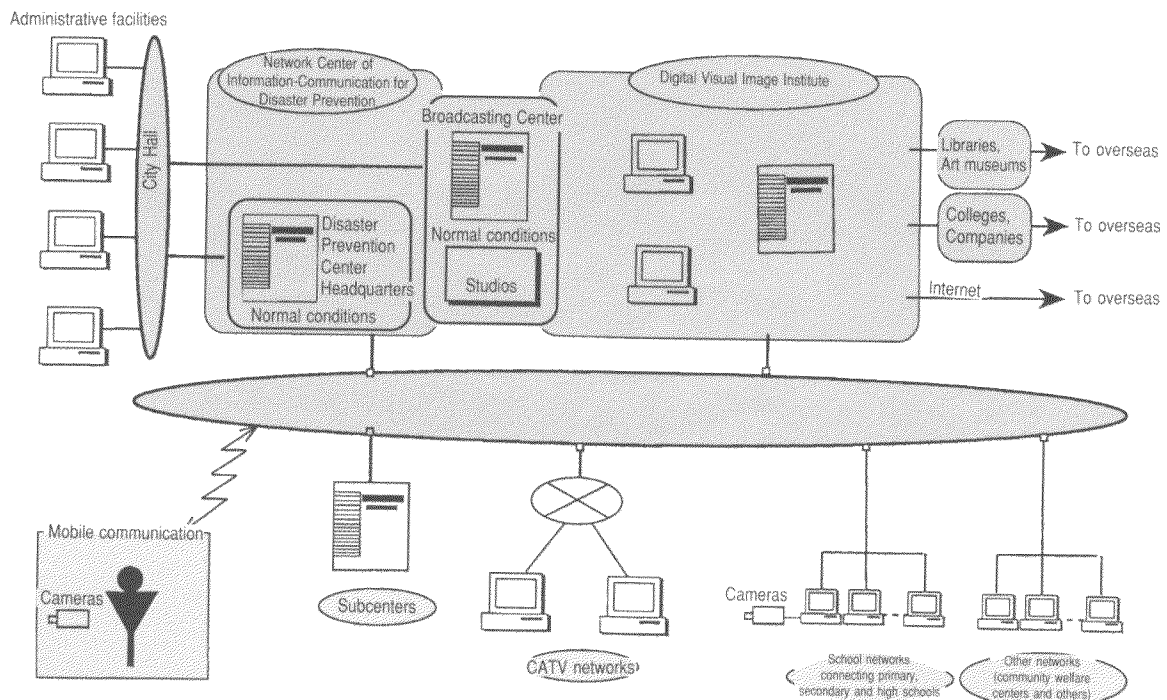 Administrative facilities
City Hall
Network Center of
Information-Communication for
Disaster Prevention
Broadcasting Center
Normal conditions
Studios
Disaster
Prevention
Center
Headquarters
Normal conditions
Digital Visual Image Institute
Libraries,
Art museums
To overseas
Colleges,
Companies
To overseas
Internet
To overseas
Mobile communication
Cameras
Subcenters
CATV networks)
Cameras
School networks
connecting primary,
secondary and high schools
Other networks
(community welfare
centers and others)